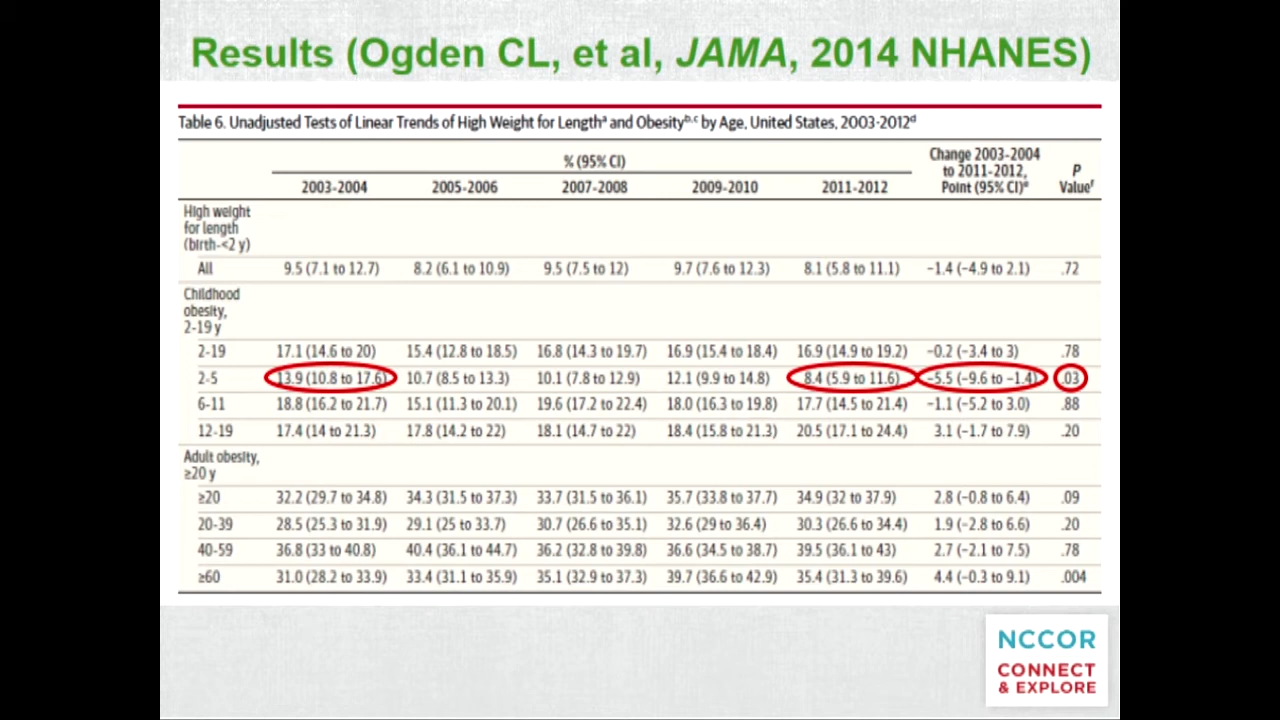 Results (Ogden CL, et al, JAMA, 2014 NHANES)
Table 6. Unadjusted Tests of Linear Trends of High Weight for Lengthᵃ and Obesityᵇ,ᶜ by Age, United States, 2003-2012ᵈ
% (95% CI)
Change 2003-2004
to 2011-2012,
Point (95% CI)ᵉ
P
Valueᶠ
2003-2004 2005-2006 2007-2008 2009-2010 2011-2012
High weight
for length
(birth-<2 y)
All 9.5 (7.1 to 12.7) 8.2 (6.1 to 10.9) 9.5 (7.5 to 12) 9.7 (7.6 to 12.3) 8.1 (5.8 to 11.1) −1.4 (−4.9 to 2.1) .72
Childhood
obesity,
2-19 y
2-19 17.1 (14.6 to 20) 15.4 (12.8 to 18.5) 16.8 (14.3 to 19.7) 16.9 (15.4 to 18.4) 16.9 (14.9 to 19.2) −0.2 (−3.4 to 3) .78
2-5 13.9 (10.8 to 17.6) 10.7 (8.5 to 13.3) 10.1 (7.8 to 12.9) 12.1 (9.9 to 14.8) 8.4 (5.9 to 11.6) −5.5 (−9.6 to −1.4) .03
6-11 18.8 (16.2 to 21.7) 15.1 (11.3 to 20.1) 19.6 (17.2 to 22.4) 18.0 (16.3 to 19.8) 17.7 (14.5 to 21.4) −1.1 (−5.2 to 3.0) .88
12-19 17.4 (14 to 21.3) 17.8 (14.2 to 22) 18.1 (14.7 to 22) 18.4 (15.8 to 21.3) 20.5 (17.1 to 24.4) 3.1 (−1.7 to 7.9) .20
Adult obesity,
≥20 y
≥20 32.2 (29.7 to 34.8) 34.3 (31.5 to 37.3) 33.7 (31.5 to 36.1) 35.7 (33.8 to 37.7) 34.9 (32 to 37.9) 2.8 (−0.8 to 6.4) .09
20-39 28.5 (25.3 to 31.9) 29.1 (25 to 33.7) 30.7 (26.6 to 35.1) 32.6 (29 to 36.4) 30.3 (26.6 to 34.4) 1.9 (−2.8 to 6.6) .20
40-59 36.8 (33 to 40.8) 40.4 (36.1 to 44.7) 36.2 (32.8 to 39.8) 36.6 (34.5 to 38.7) 39.5 (36.1 to 43) 2.7 (−2.1 to 7.5) .78
≥60 31.0 (28.2 to 33.9) 33.4 (31.1 to 35.9) 35.1 (32.9 to 37.3) 39.7 (36.6 to 42.9) 35.4 (31.3 to 39.6) 4.4 (−0.3 to 9.1) .004
NCCOR
CONNECT
& EXPLORE